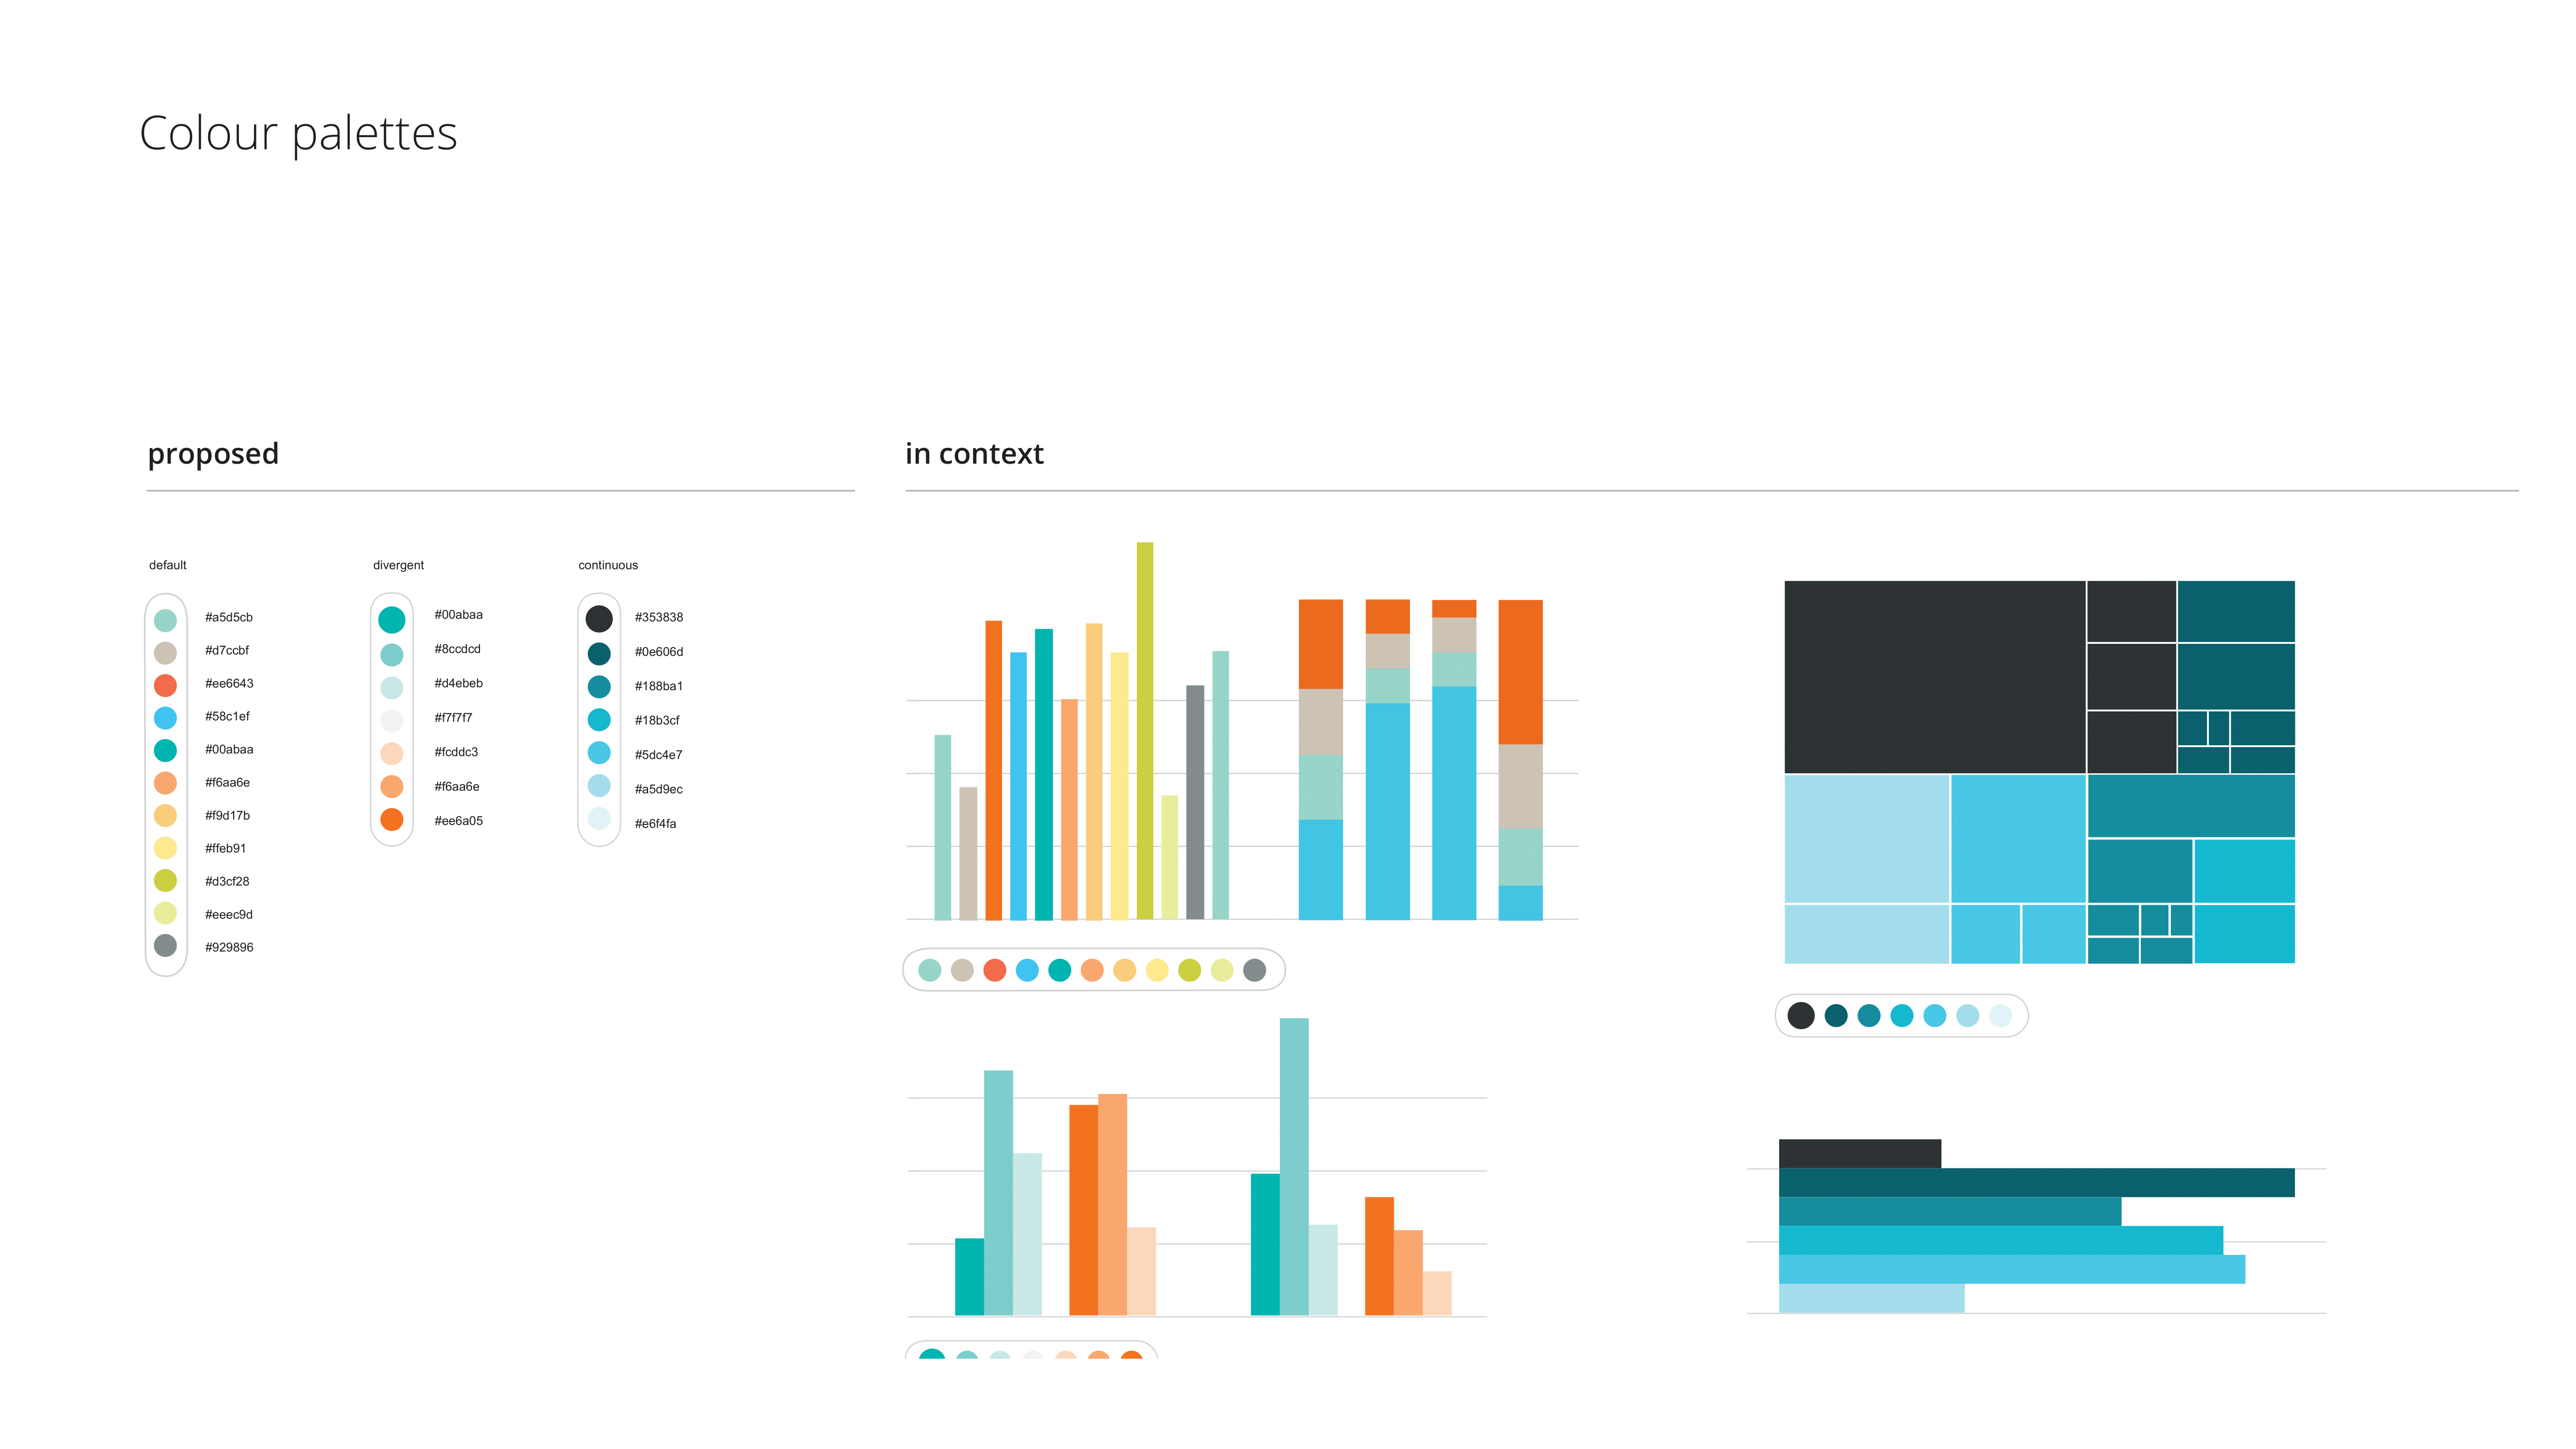 Colour palettes
proposed
in context
default
#a5d5cb
#d7ccbf
#ee6643
#58c1ef
#00abaa
#f6aa6e
#f9d17b
#ffeb91
#d3cf28
#eeec9d
#929896
divergent
#00abaa
#8ccdcd
#d4ebeb
#f7f7f7
#fcddc3
#f6aa6e
#ee6a05
continuous
#353838
#0e606d
#188ba1
#18b3cf
#5dc4e7
#a5d9ec
#e6f4fa